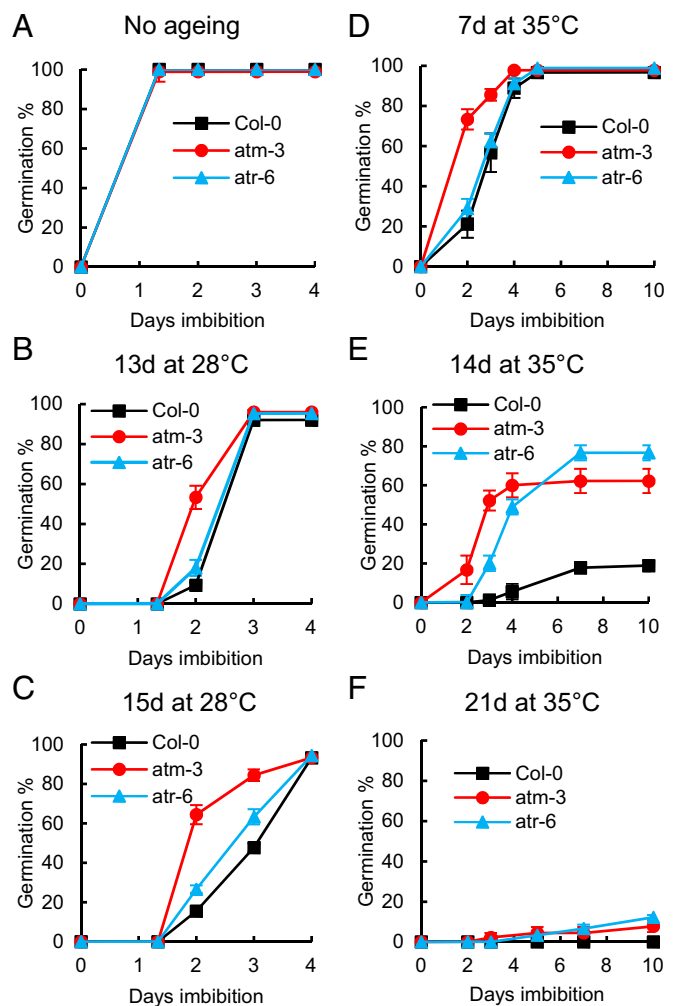 A No ageing
Germination %
100
80
60
40
20
0
Col-0
atm-3
atr-6
0 1 2 3 4
Days imbibition
B 13d at 28°C
Germination %
100
80
60
40
20
0
Col-0
atm-3
atr-6
0 1 2 3 4
Days imbibition
C 15d at 28°C
Germination %
100
80
60
40
20
0
Col-0
atm-3
atr-6
0 1 2 3 4
Days imbibition
D 7d at 35°C
Germination %
100
80
60
40
20
0
Col-0
atm-3
atr-6
0 2 4 6 8 10
Days imbibition
E 14d at 35°C
Germination %
100
80
60
40
20
0
Col-0
atm-3
atr-6
0 2 4 6 8 10
Days imbibition
F 21d at 35°C
Germination %
100
80
60
40
20
0
Col-0
atm-3
atr-6
0 2 4 6 8 10
Days imbibition